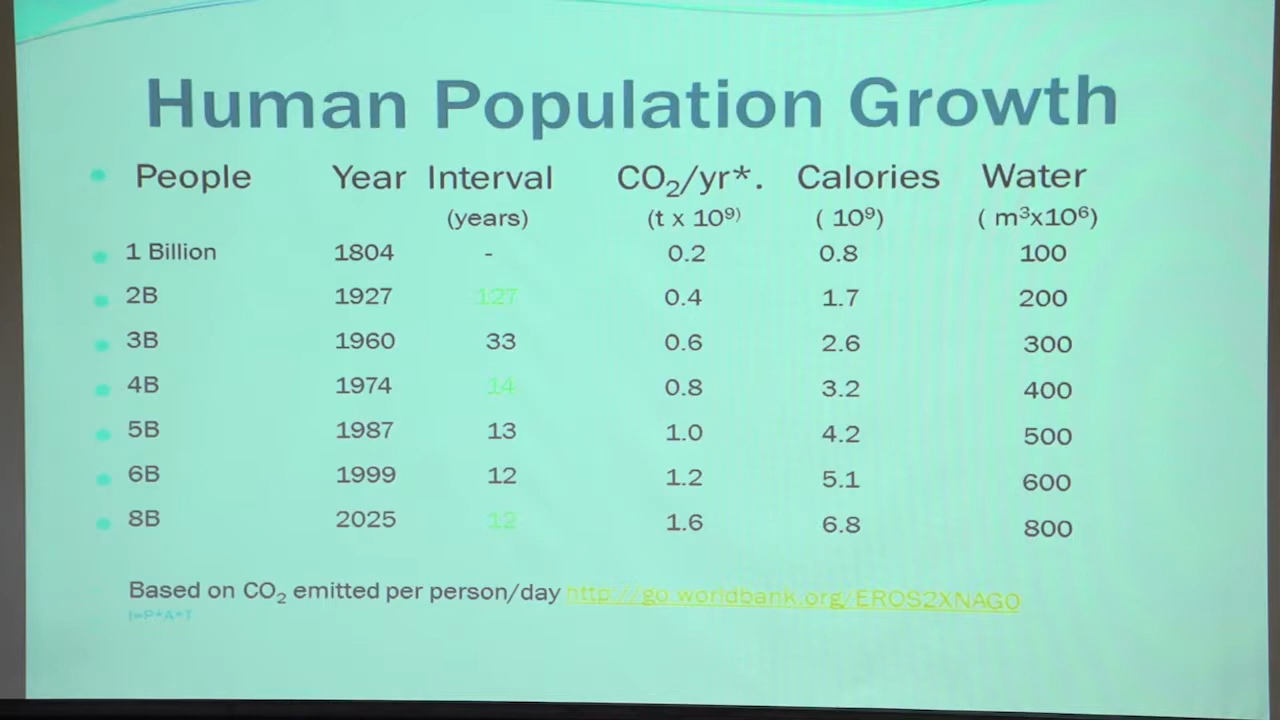 Human Population Growth
People Year Interval CO₂/yr*. Calories Water
(years) (t x 10⁹⁾ ( 10⁹) ( m³x10⁶)
1 Billion 1804 - 0.2 0.8 100
2B 1927 127 0.4 1.7 200
3B 1960 33 0.6 2.6 300
4B 1974 14 0.8 3.2 400
5B 1987 13 1.0 4.2 500
6B 1999 12 1.2 5.1 600
8B 2025 12 1.6 6.8 800
Based on CO₂ emitted per person/day http://go.worldbank.org/EROS2XNAG0
I=P*A*T